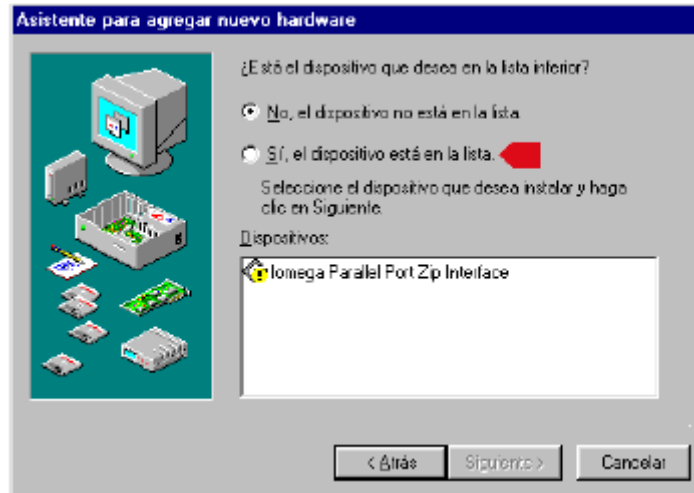 Asistente para agregar nuevo hardware
¿Está el dispositivo que desea en la lista inferior?
No, el dispositivo no está en la lista.
Sí, el dispositivo está en la lista.
Seleccione el dispositivo que desea instalar y haga
clic en Siguiente.
Dispositivos:
Iomega Parallel Port Zip Interface
< Atrás
Siguiente >
Cancelar